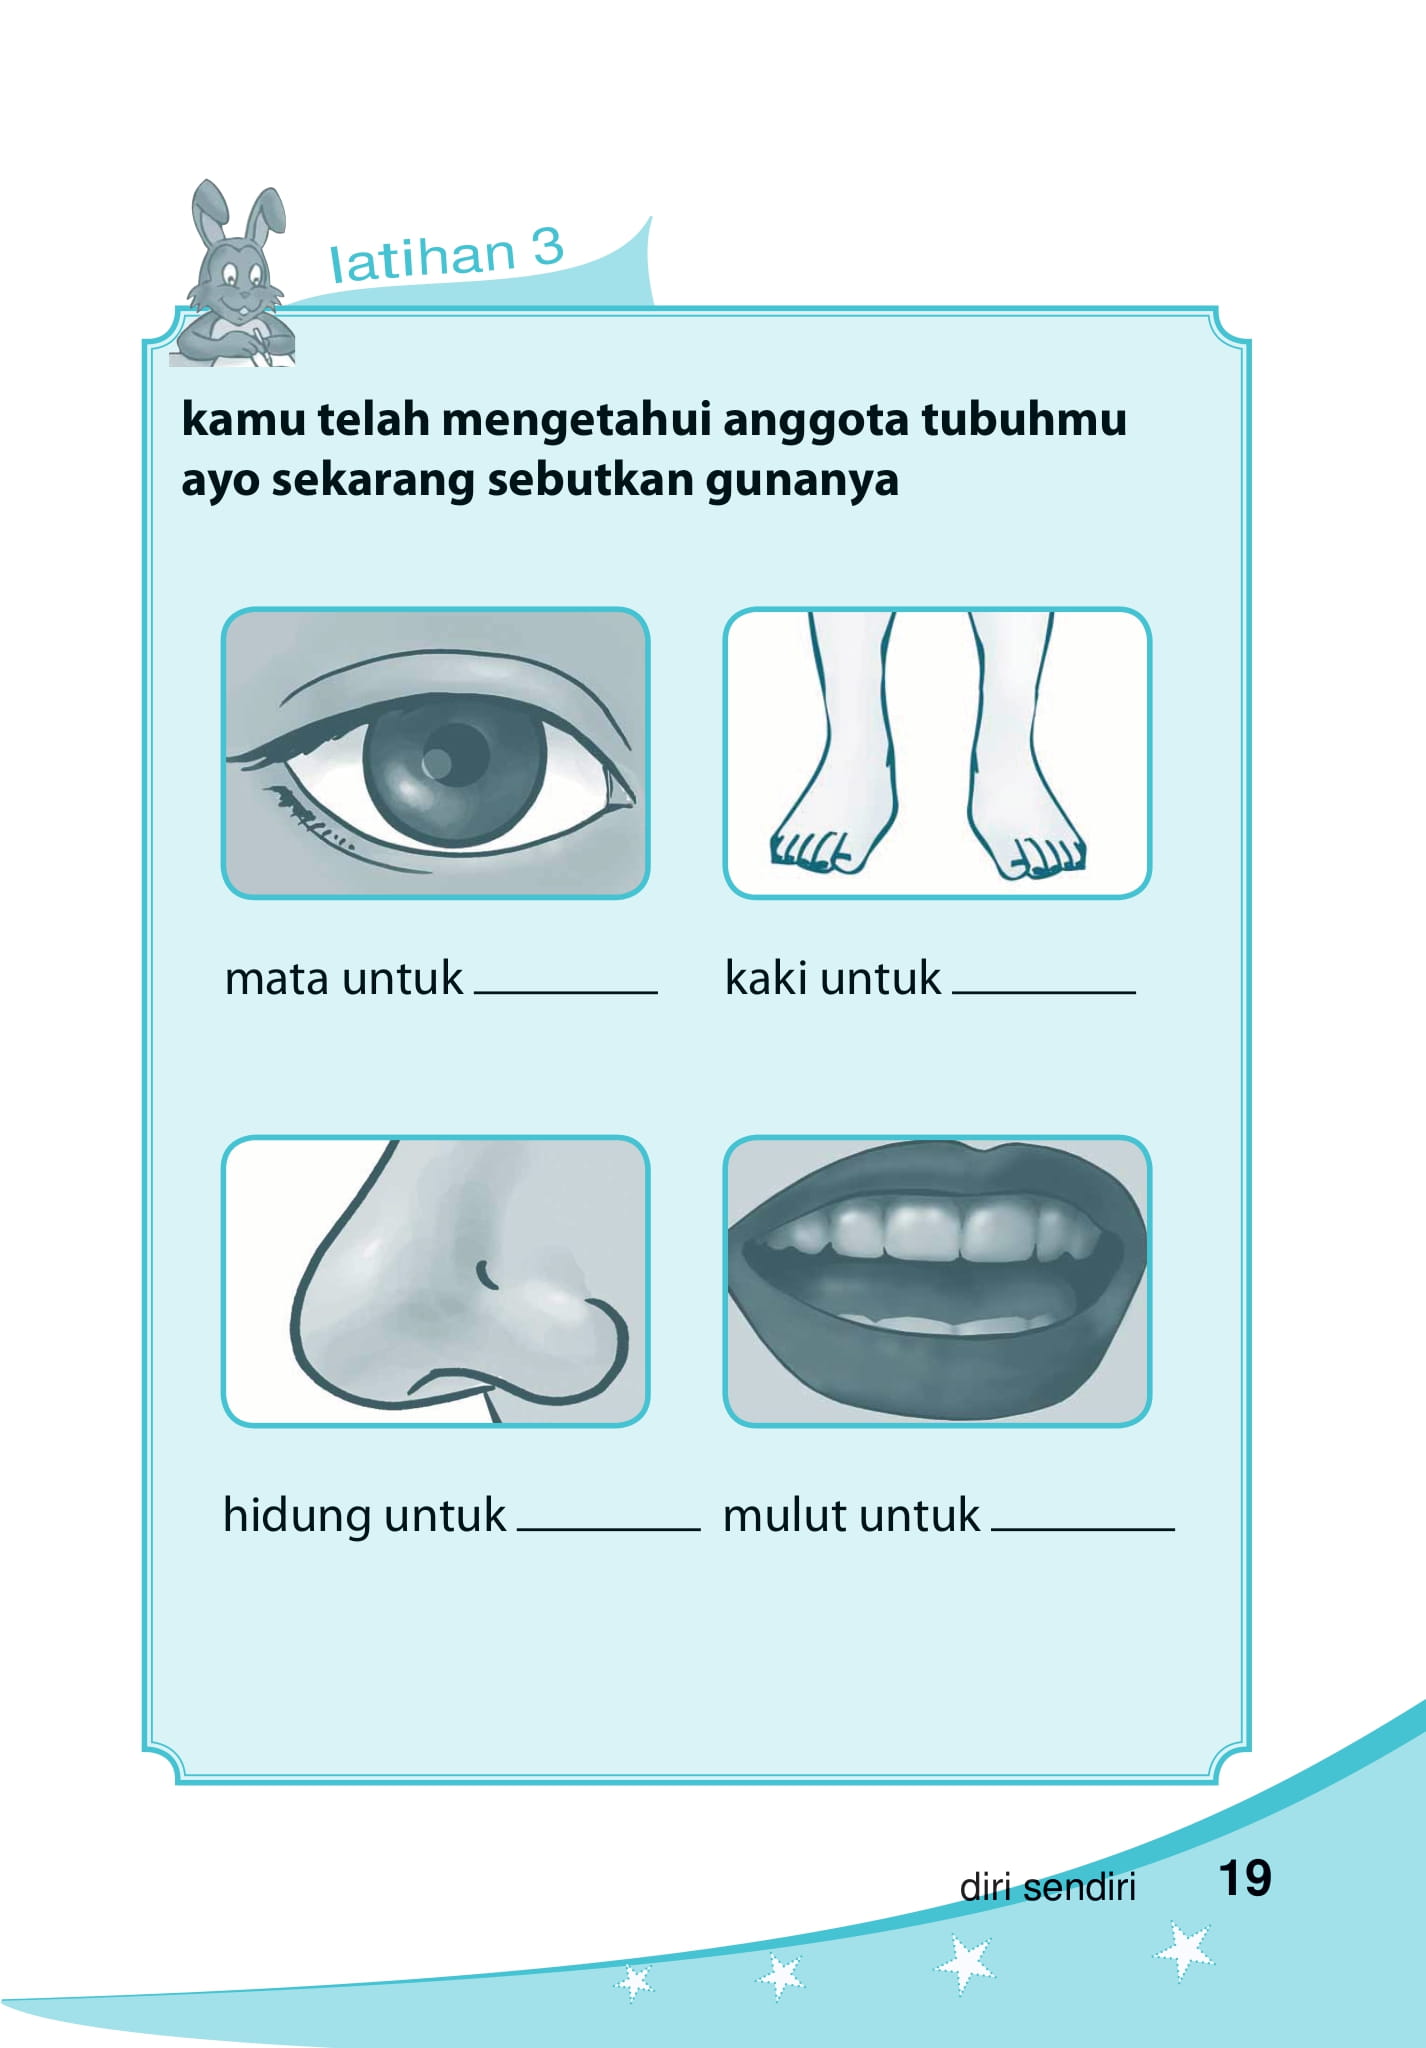 latihan 3
kamu telah mengetahui anggota tubuhmu
ayo sekarang sebutkan gunanya
mata untuk ________
kaki untuk ________
hidung untuk ________
mulut untuk ________
diri sendiri 19